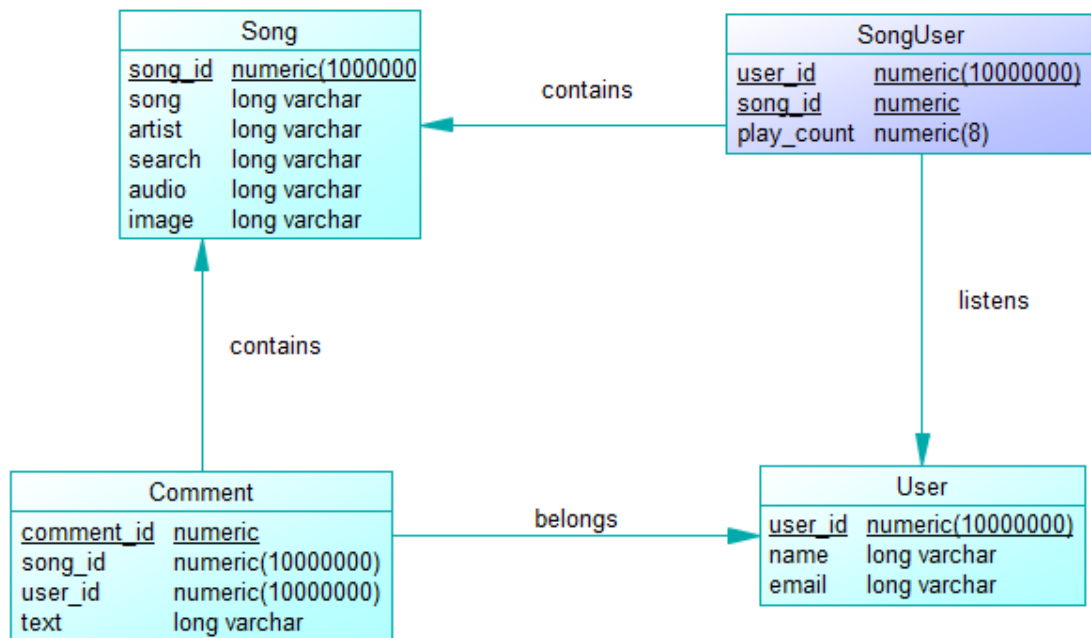 Song
song_id numeric(1000000
song long varchar
artist long varchar
search long varchar
audio long varchar
image long varchar
contains
SongUser
user_id numeric(10000000)
song_id numeric
play_count numeric(8)
contains
listens
Comment
comment_id numeric
song_id numeric(10000000)
user_id numeric(10000000)
text long varchar
belongs
User
user_id numeric(10000000)
name long varchar
email long varchar